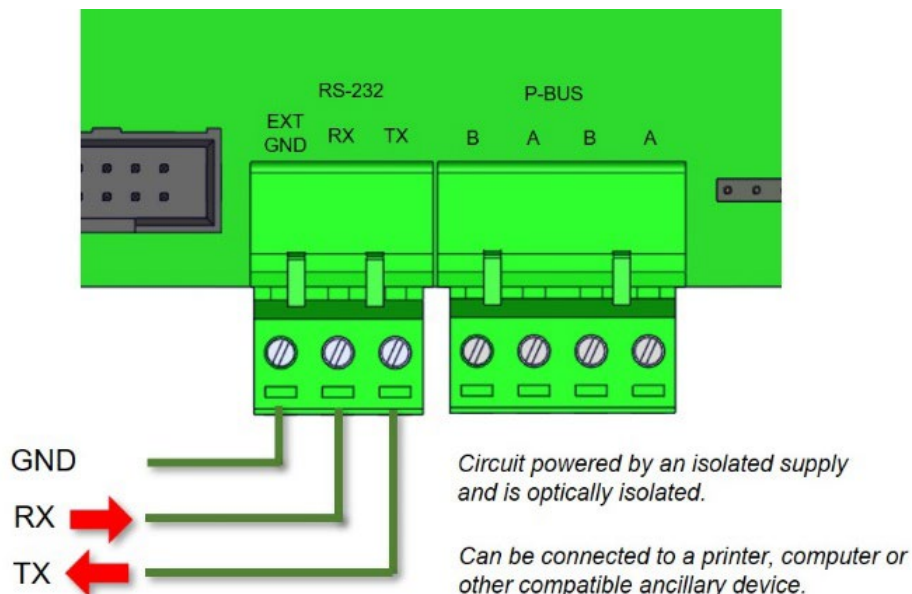 RS-232
P-BUS
EXT
GND
RX
TX
B
A
B
A
GND
RX
TX
Circuit powered by an isolated supply
and is optically isolated.
Can be connected to a printer, computer or
other compatible ancillary device.